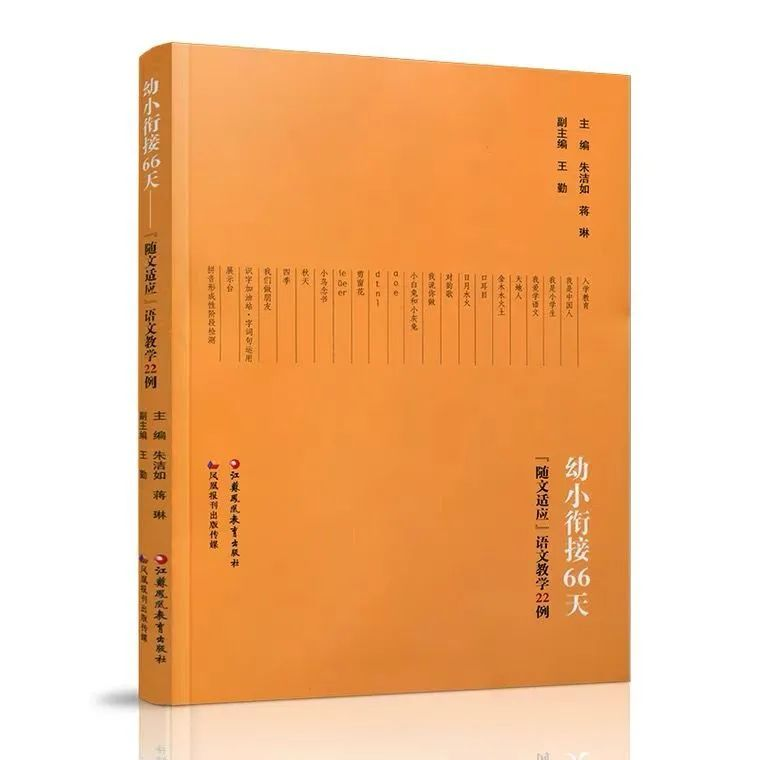 幼小衔接66天——
『随文适应』语文教学22例
主 编 朱洁如 蒋 琳
副主编 王 勤
江苏凤凰教育出版社
凤凰报刊出版传媒
主 编 朱洁如 蒋 琳
副主编 王 勤
入学教育
我是中国人
我是小学生
我爱学语文
天地人
金木水火土
口耳目
日月水火
对韵歌
我说你做
小白兔和小灰兔
a o e
d t n l
剪窗花
ie üe er
小鸟念书
秋天
四季
我们做朋友
识字加油站·字词句运用
展示台
拼音形成性阶段检测
幼小衔接66天
『随文适应』语文教学22例
江苏凤凰教育出版社
凤凰报刊出版传媒